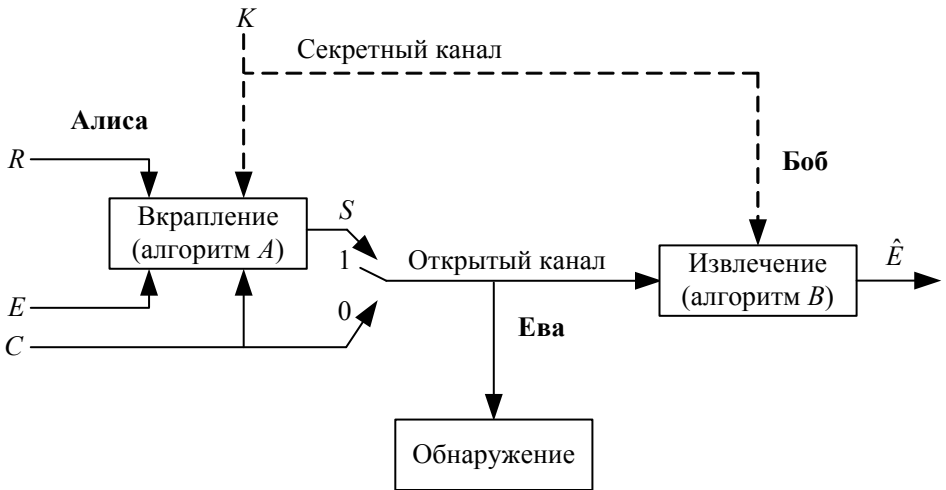 K
Секретный канал
Алиса
R
Боб
Вкрапление
(алгоритм A)
S
1
Открытый канал
Извлечение
(алгоритм B)
Ê
E
0
Ева
C
Обнаружение